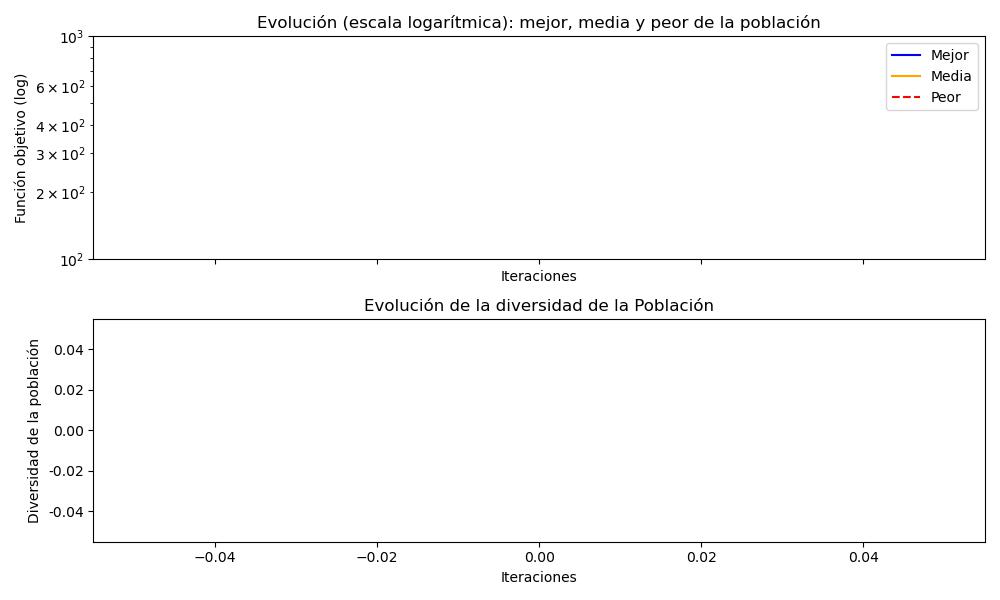 Evolución (escala logarítmica): mejor, media y peor de la población
10³
6 × 10²
4 × 10²
3 × 10²
2 × 10²
10²
Función objetivo (log)
Mejor
Media
Peor
Iteraciones
Evolución de la diversidad de la Población
0.04
0.02
0.00
-0.02
-0.04
Diversidad de la población
−0.04 −0.02 0.00 0.02 0.04
Iteraciones